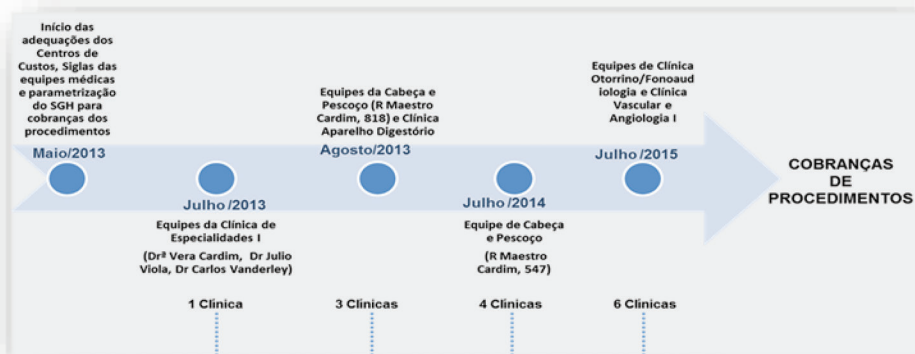 Início das
adequações dos
Centros de
Custos, Siglas das
equipes médicas
e parametrização
do SGH para
cobranças dos
procedimentos
Maio/2013
Julho/2013
Equipes da Clínica de
Especialidades I
(Drª Vera Cardim, Dr Julio
Viola, Dr Carlos Vanderley)
1 Clínica
Equipes da Cabeça e
Pescoço (R Maestro
Cardim, 818) e Clínica
Aparelho Digestório
Agosto/2013
3 Clínicas
Julho/2014
Equipe de Cabeça
e Pescoço
(R Maestro
Cardim, 547)
4 Clínicas
Equipes de Clínica
Otorrino/Fonoaud
iologia e Clínica
Vascular e
Angiologia I
Julho/2015
6 Clínicas
COBRANÇAS
DE
PROCEDIMENTOS